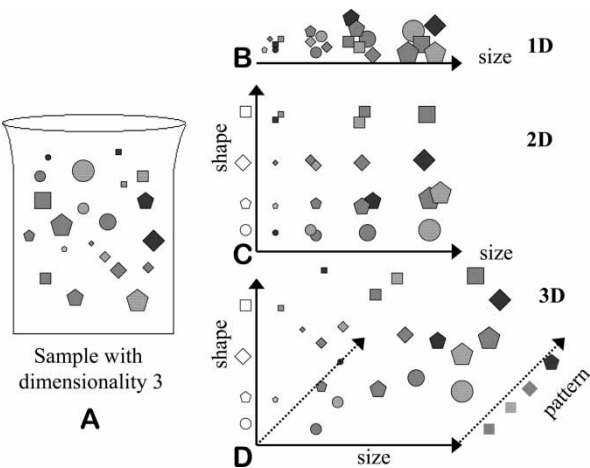 Sample with
dimensionality 3
A
B
size
1D
shape
2D
C
size
shape
3D
pattern
D
size